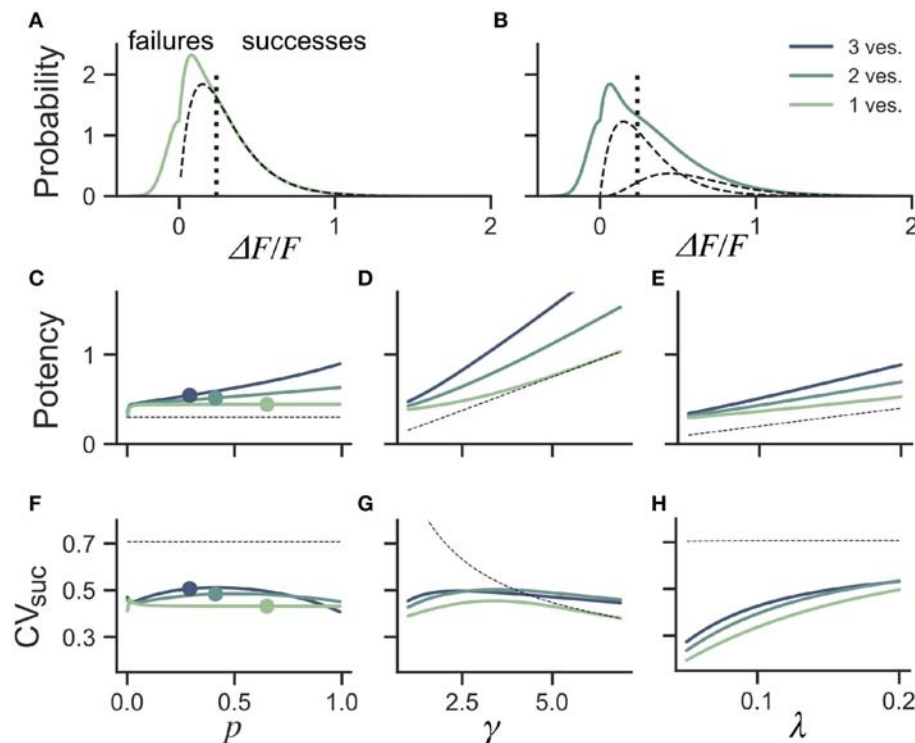 A
B
failures successes
3 ves.
2 ves.
1 ves.
Probability
2
1
0
0 1 2
0 1 2
ΔF/F
ΔF/F
C
D
E
Potency
1
0
F
G
H
CVsuc
0.7
0.5
0.3
0.0 0.5 1.0
2.5 5.0
0.1 0.2
p
γ
λ